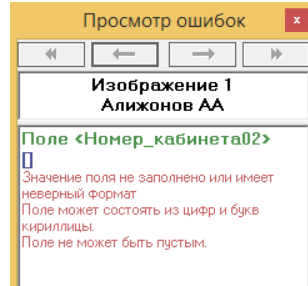 Просмотр ошибок
x
Изображение 1
Алижонов АА
Поле <Номер_кабинета02>
[]
Значение поля не заполнено или имеет
неверный формат
Поле может состоять из цифр и букв
кириллицы.
Поле не может быть пустым.